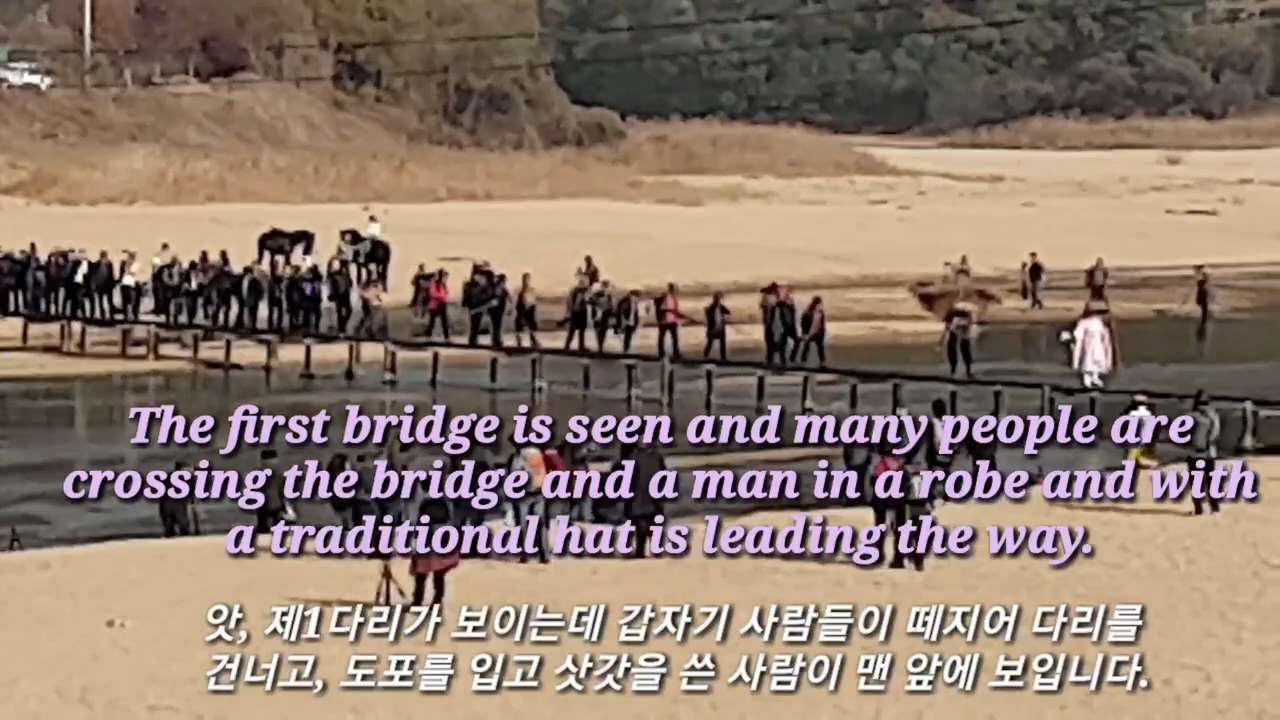 The first bridge is seen and many people are
crossing the bridge and a man in a robe and with
a traditional hat is leading the way.
앗, 제1다리가 보이는데 갑자기 사람들이 떼지어 다리를
건너고, 도포를 입고 삿갓을 쓴 사람이 맨 앞에 보입니다.